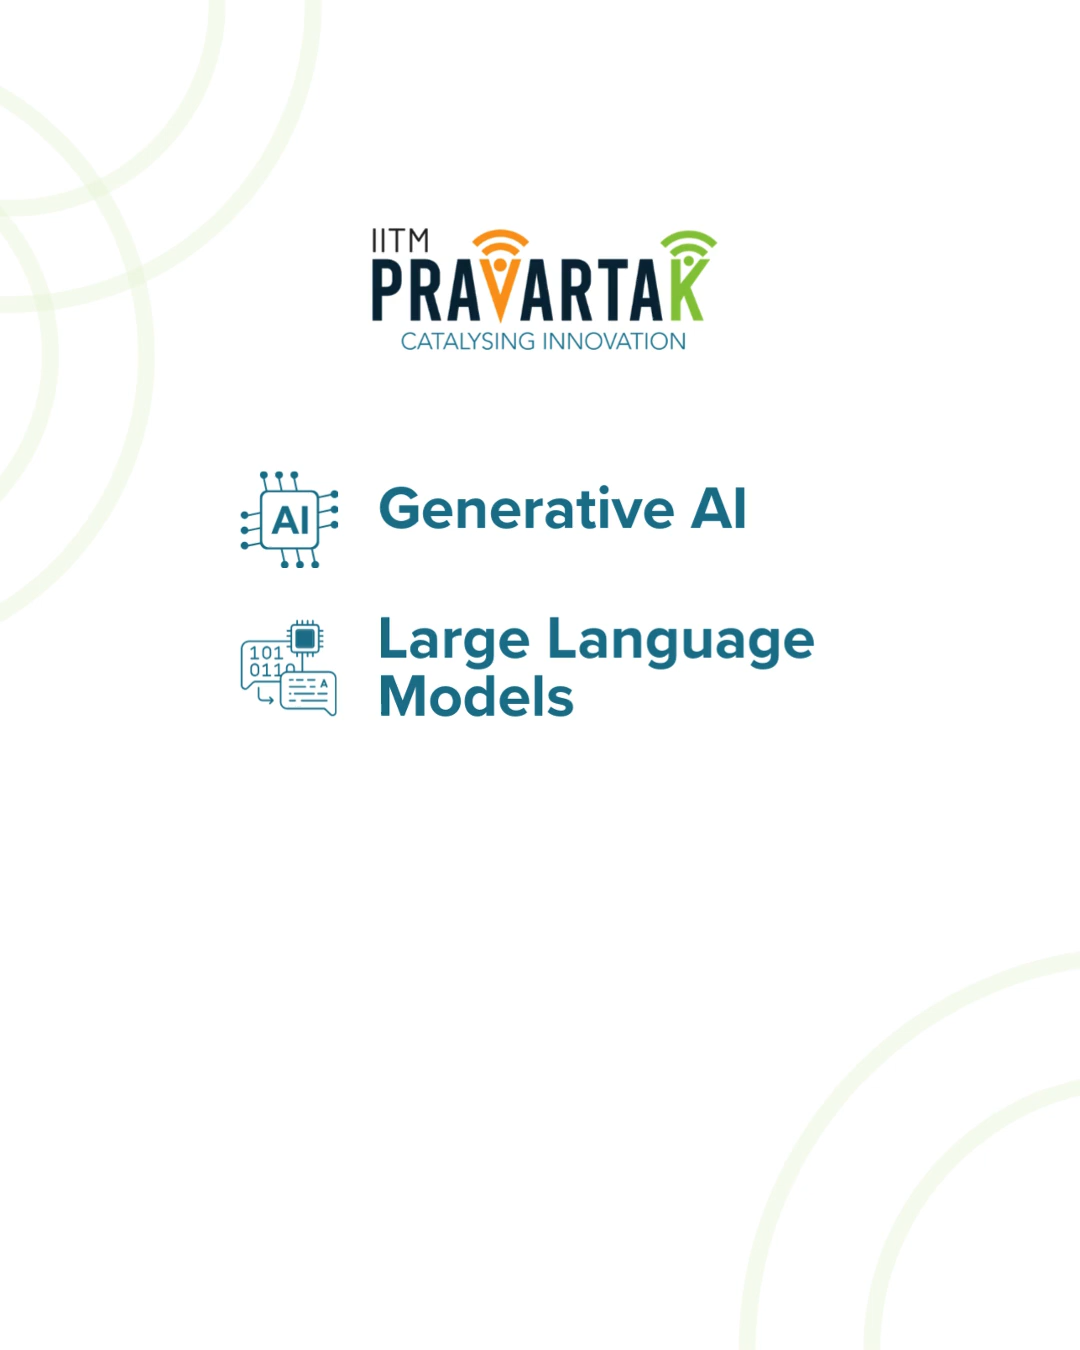 IITM
PRAVARTAK
CATALYSING INNOVATION
AI
Generative AI
101
0110
A
Large Language
Models